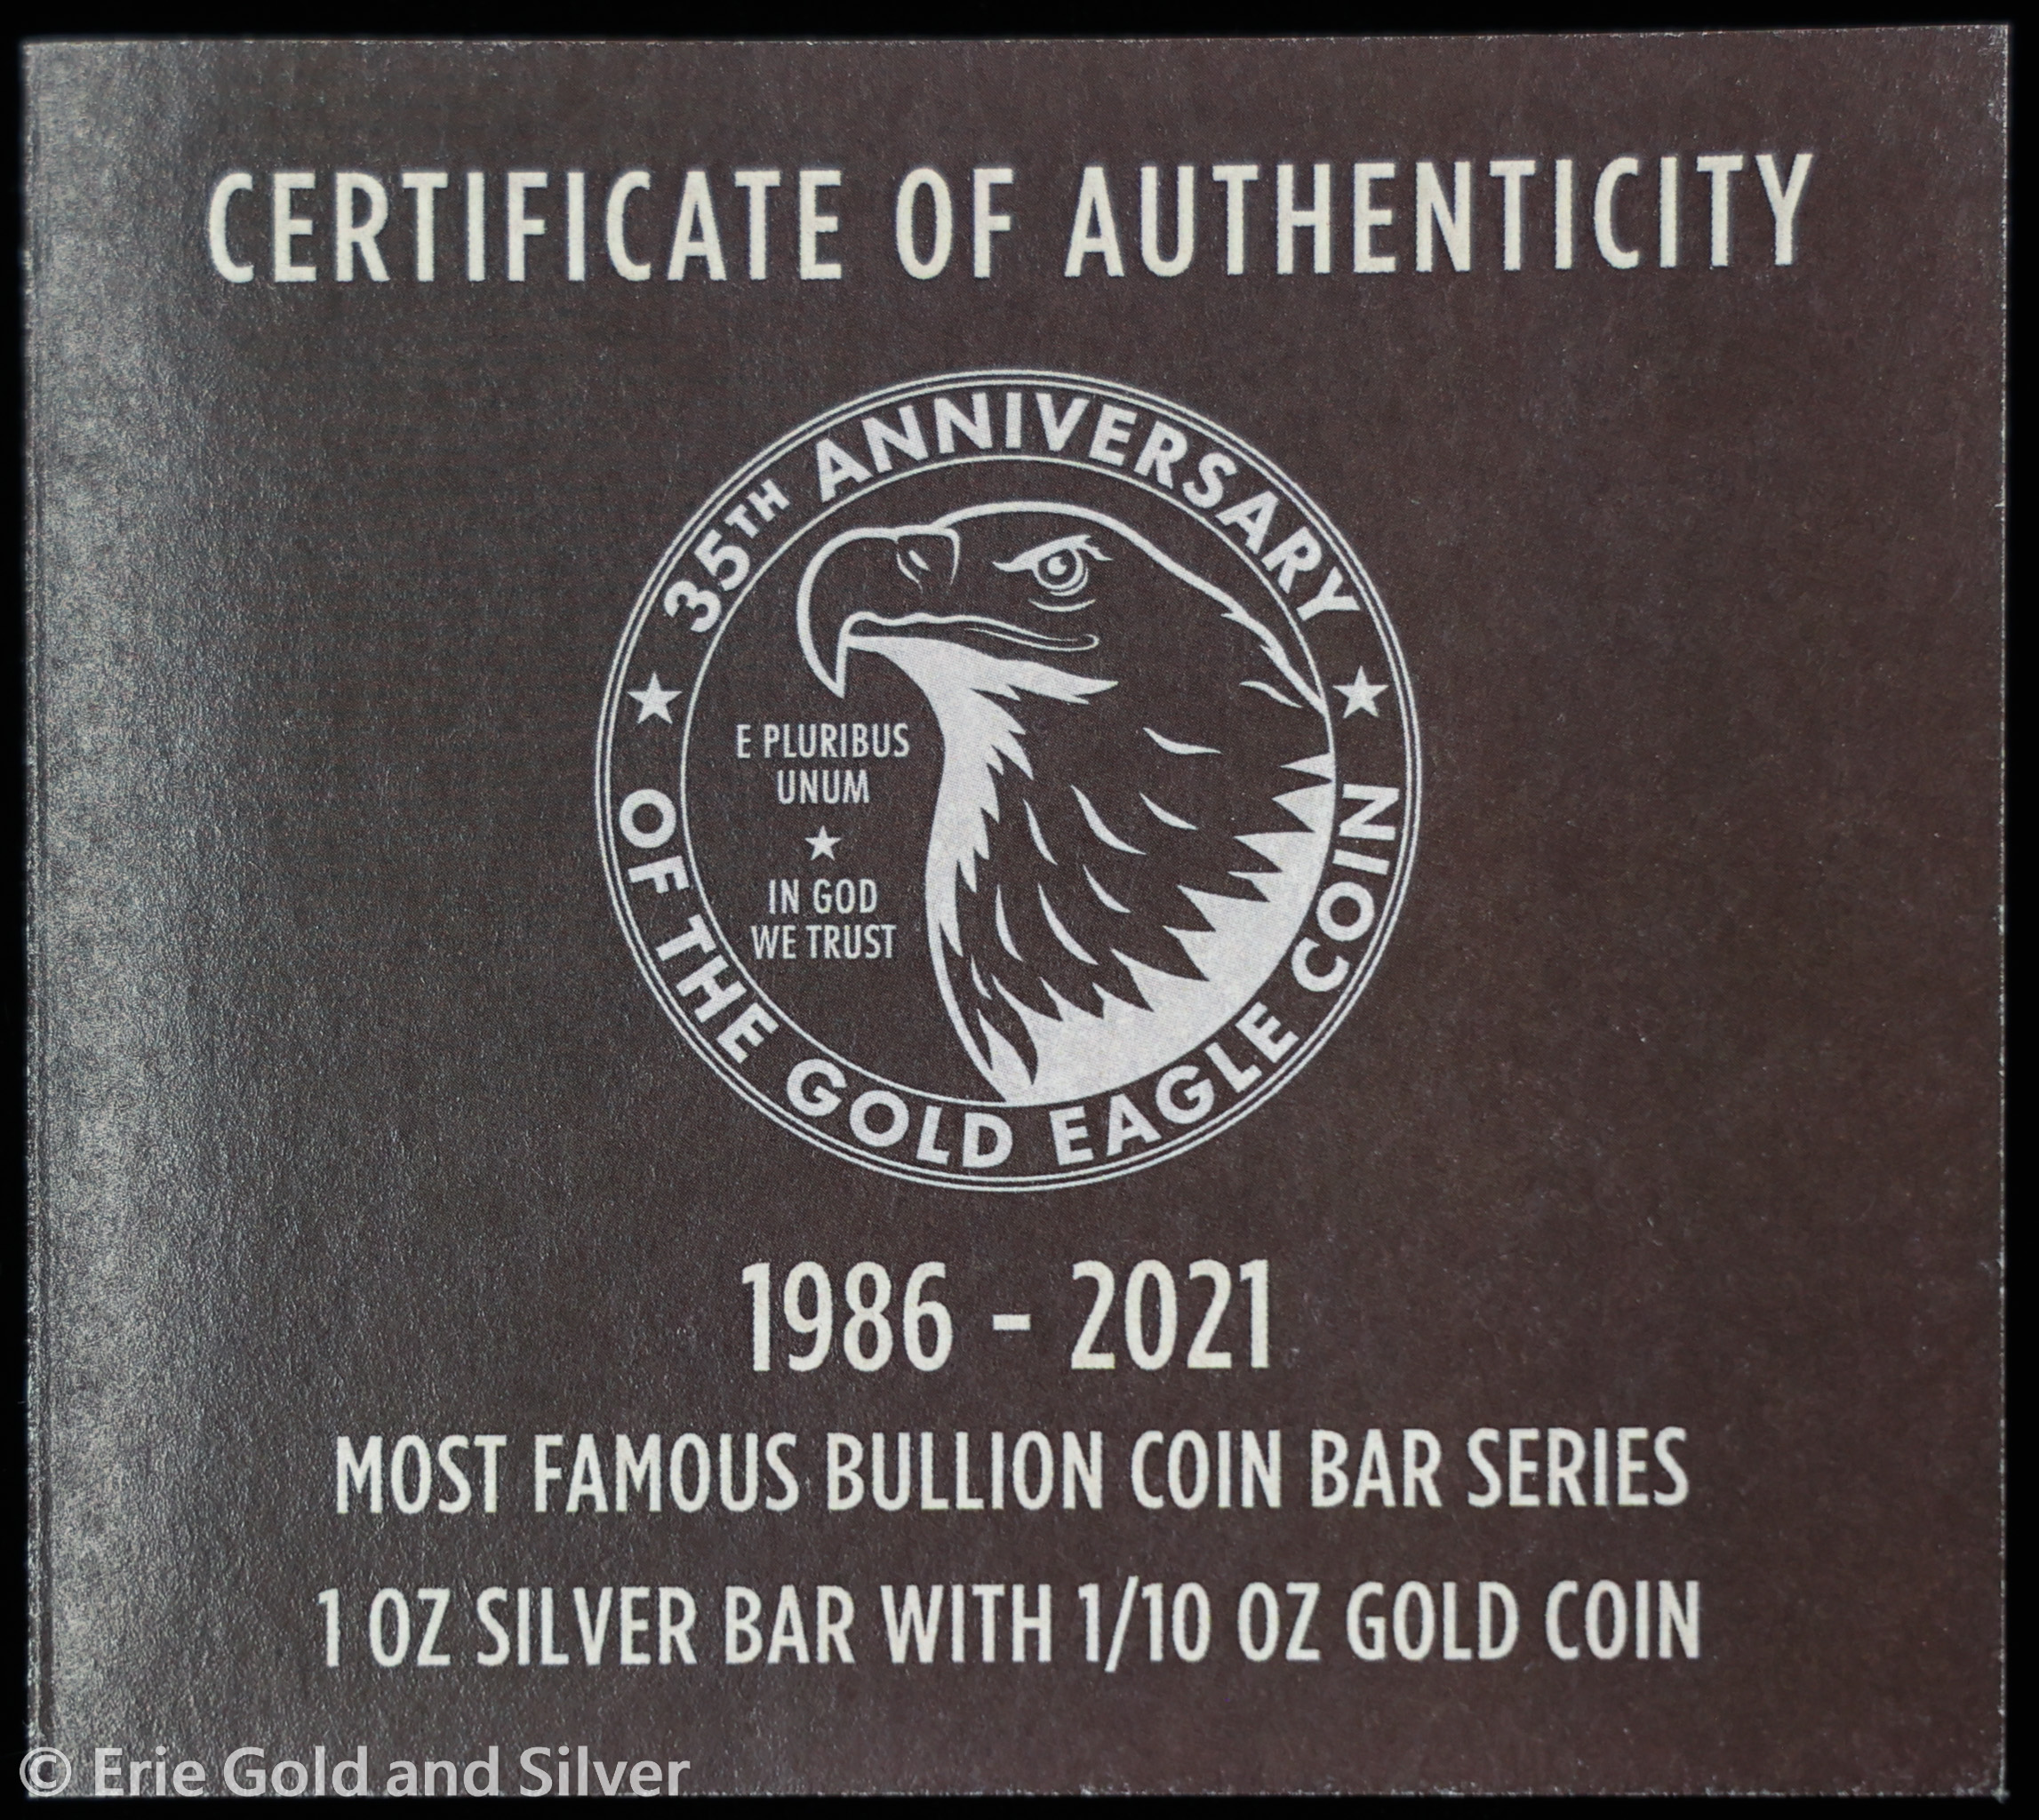 CERTIFICATE OF AUTHENTICITY
35TH ANNIVERSARY
OF THE GOLD EAGLE COIN
E PLURIBUS
UNUM
IN GOD
WE TRUST
1986 - 2021
MOST FAMOUS BULLION COIN BAR SERIES
1 OZ SILVER BAR WITH 1/10 OZ GOLD COIN
© Erie Gold and Silver